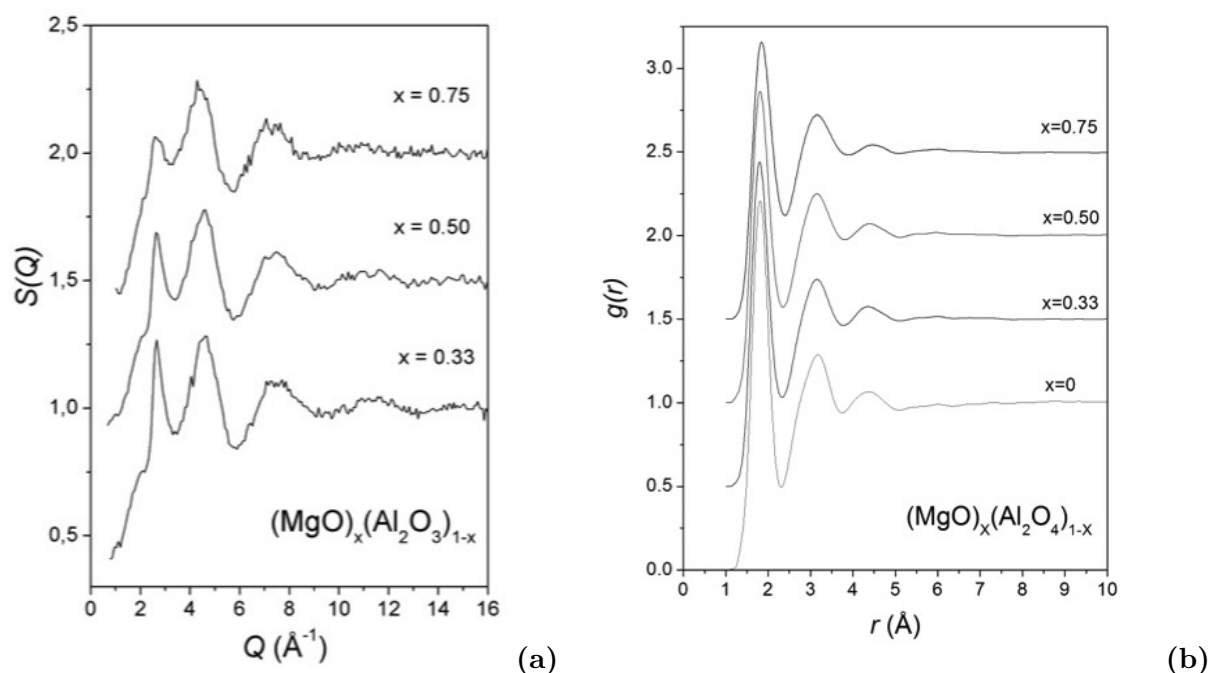 2,5
2,0
1,5
1,0
0,5
S(Q)
x = 0.75
x = 0.50
x = 0.33
(MgO)ₓ(Al₂O₃)₁₋ₓ
0 2 4 6 8 10 12 14 16
Q (Å⁻¹)
(a)
3.0
2.5
2.0
1.5
1.0
0.5
0.0
g(r)
x=0.75
x=0.50
x=0.33
x=0
(MgO)ₓ(Al₂O₄)₁₋ₓ
0 1 2 3 4 5 6 7 8 9 10
r (Å)
(b)